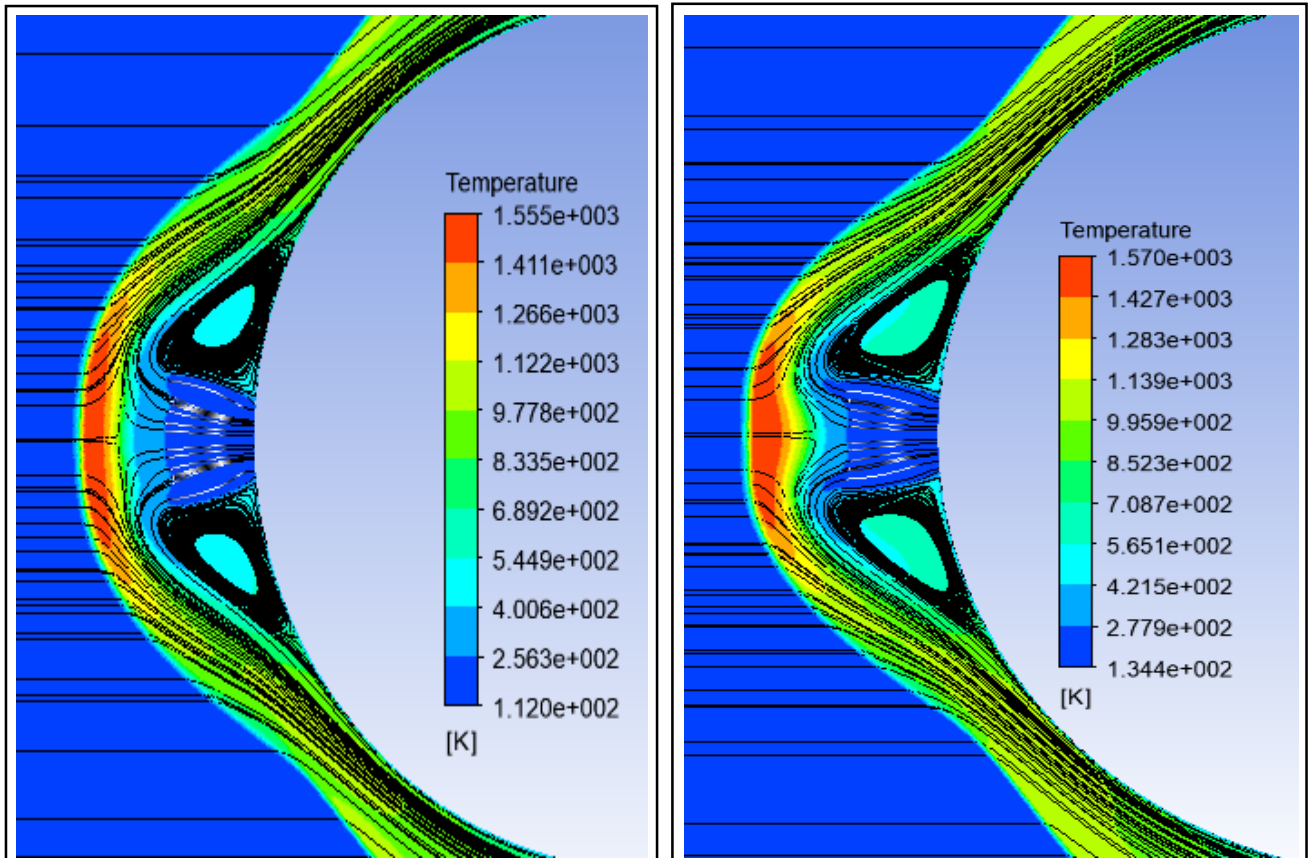 Temperature
1.555e+003
1.411e+003
1.266e+003
1.122e+003
9.778e+002
8.335e+002
6.892e+002
5.449e+002
4.006e+002
2.563e+002
1.120e+002
[K]
Temperature
1.570e+003
1.427e+003
1.283e+003
1.139e+003
9.959e+002
8.523e+002
7.087e+002
5.651e+002
4.215e+002
2.779e+002
1.344e+002
[K]